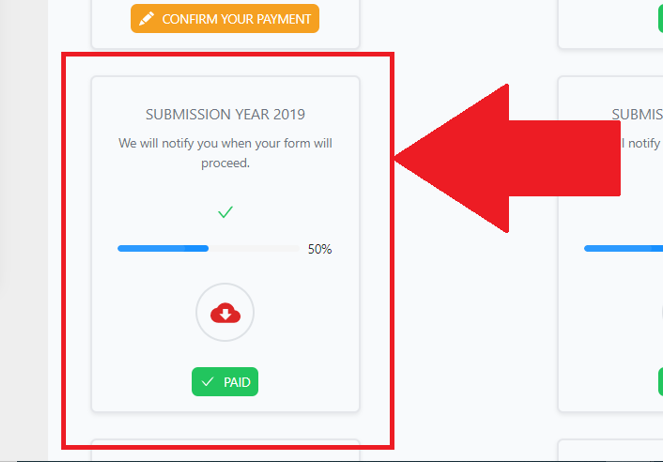 CONFIRM YOUR PAYMENT
SUBMISSION YEAR 2019
We will notify you when your form will
proceed.
50%
PAID
SUBMIS
l notify